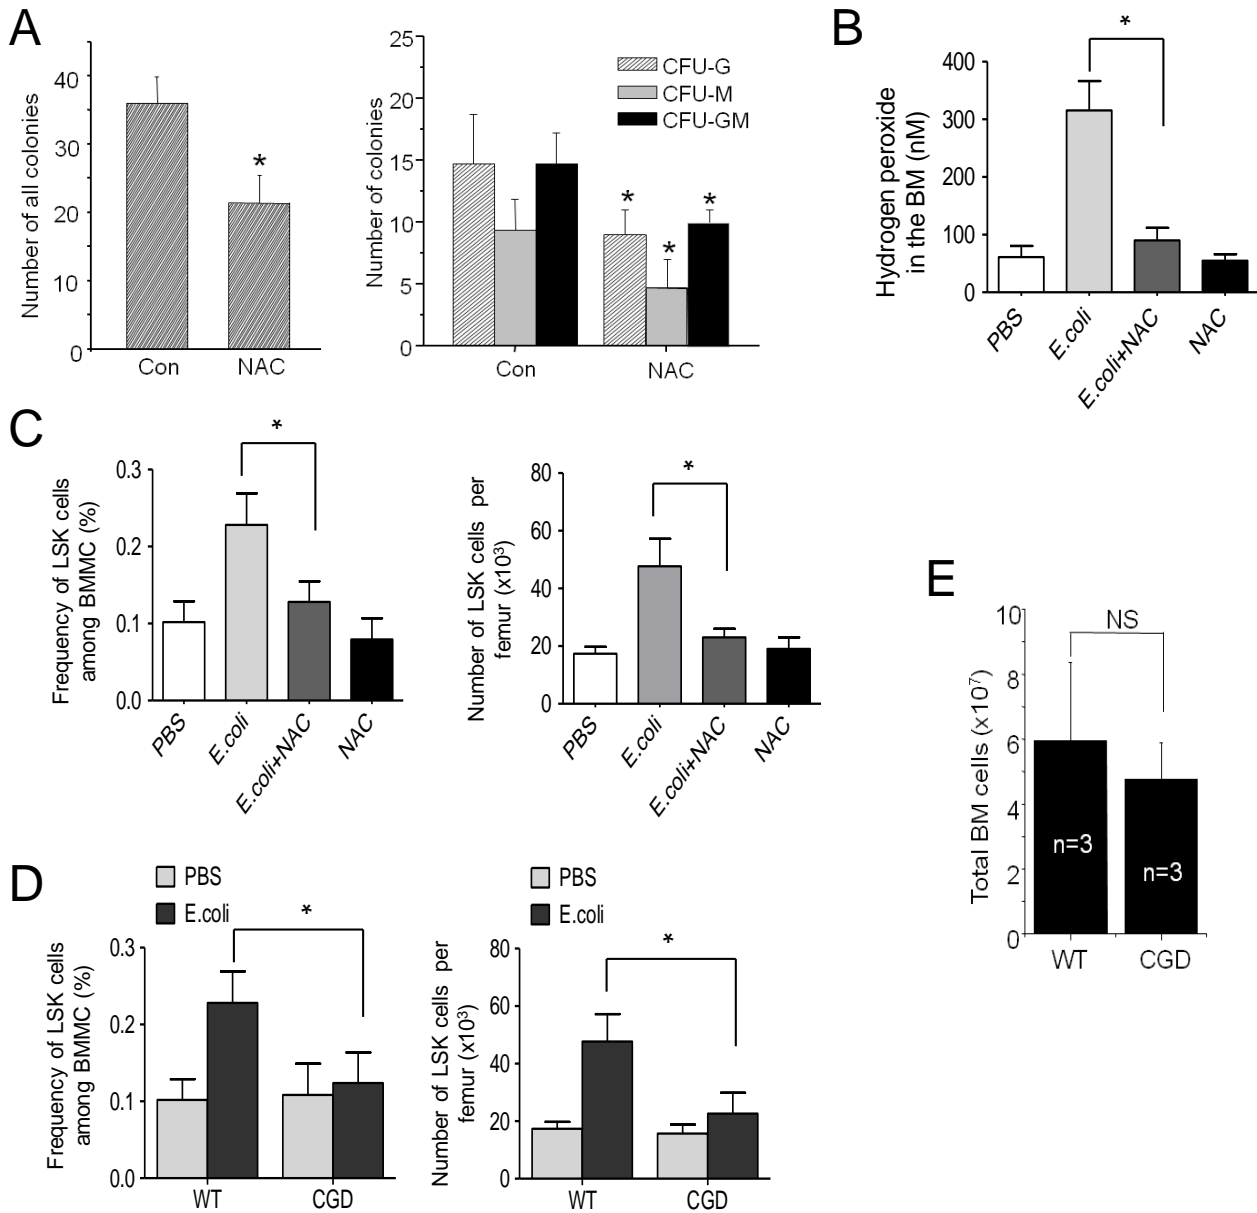 A
Number of all colonies
40
30
20
10
0
*
Con
NAC
Number of colonies
25
20
15
10
5
0
CFU-G
CFU-M
CFU-GM
*
*
*
Con
NAC
B
Hydrogen peroxide
in the BM (nM)
400
300
200
100
0
*
PBS
E.coli
E.coli+NAC
NAC
C
Frequency of LSK cells
among BMMC (%)
0.3
0.2
0.1
0.0
*
PBS
E.coli
E.coli+NAC
NAC
Number of LSK cells per
femur (x10³)
80
60
40
20
0
*
PBS
E.coli
E.coli+NAC
NAC
D
PBS
E.coli
Frequency of LSK cells
among BMMC (%)
0.3
0.2
0.1
0.0
*
WT
CGD
PBS
E.coli
Number of LSK cells per
femur (x10³)
80
60
40
20
0
*
WT
CGD
E
Total BM cells (x10⁷)
10
8
6
4
2
0
NS
n=3
n=3
WT
CGD